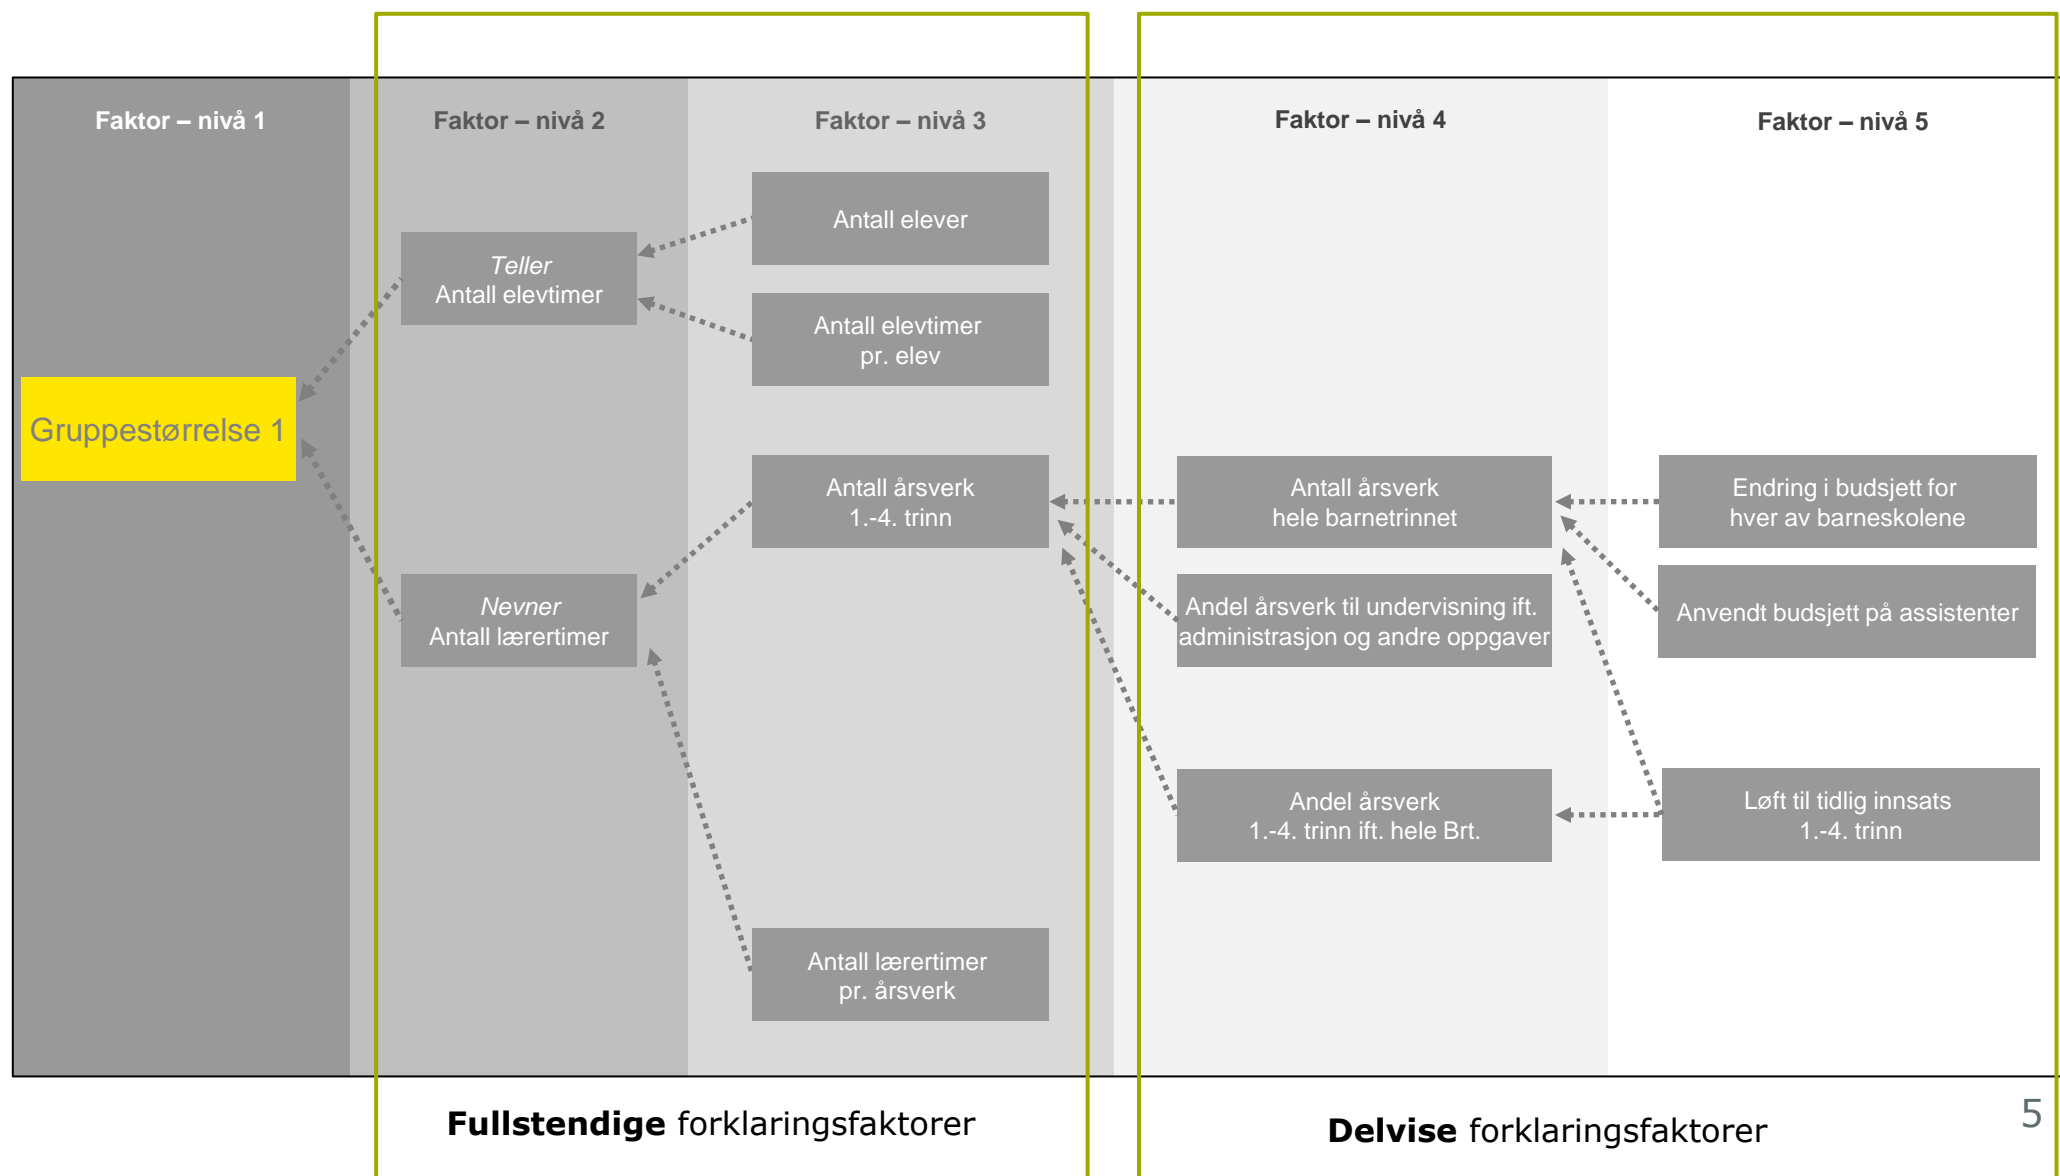 Faktor – nivå 1
Faktor – nivå 2
Faktor – nivå 3
Faktor – nivå 4
Faktor – nivå 5
Gruppestørrelse 1
Teller
Antall elevtimer
Nevner
Antall lærertimer
Antall elever
Antall elevtimer
pr. elev
Antall årsverk
1.-4. trinn
Antall lærertimer
pr. årsverk
Antall årsverk
hele barnetrinnet
Andel årsverk til undervisning ift.
administrasjon og andre oppgaver
Andel årsverk
1.-4. trinn ift. hele Brt.
Endring i budsjett for
hver av barneskolene
Anvendt budsjett på assistenter
Løft til tidlig innsats
1.-4. trinn
Fullstendige forklaringsfaktorer
Delvise forklaringsfaktorer
5